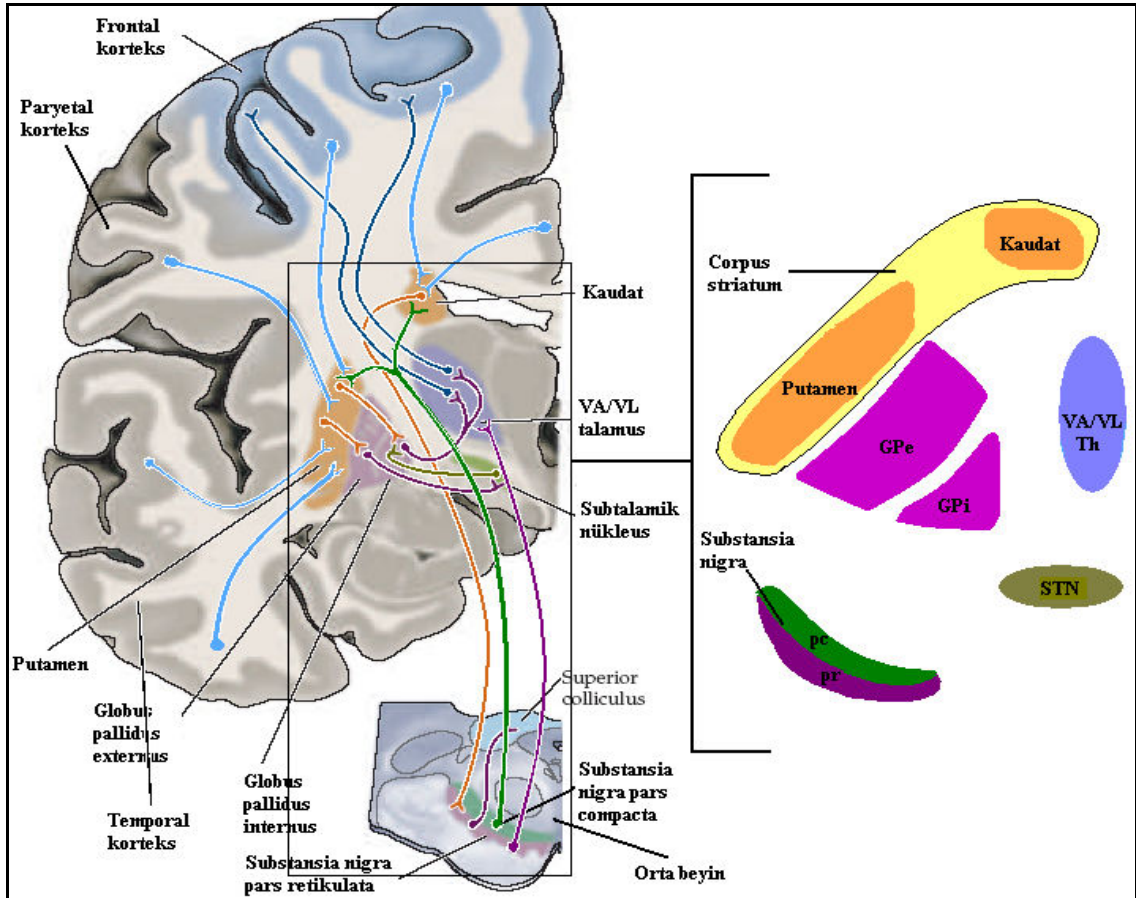 Frontal
korteks
Paryetal
korteks
Kaudat
VA/VL
talamus
Subtalamik
nükleus
Putamen
Globus
pallidus
externus
Temporal
korteks
Globus
pallidus
internus
Substansia nigra
pars retikulata
Superior
colliculus
Substansia
nigra pars
compacta
Orta beyin
Corpus
striatum
Kaudat
Putamen
GPe
GPi
VA/VL
Th
Substansia
nigra
pc
pr
STN